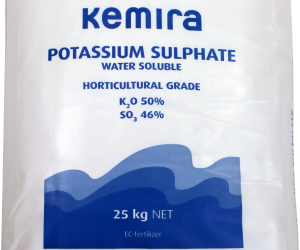 Kemira
POTASSIUM SULPHATE
WATER SOLUBLE
HORTICULTURAL GRADE
K₂O 50%
SO₃ 46%
25 kg NET
EC-fertilizer